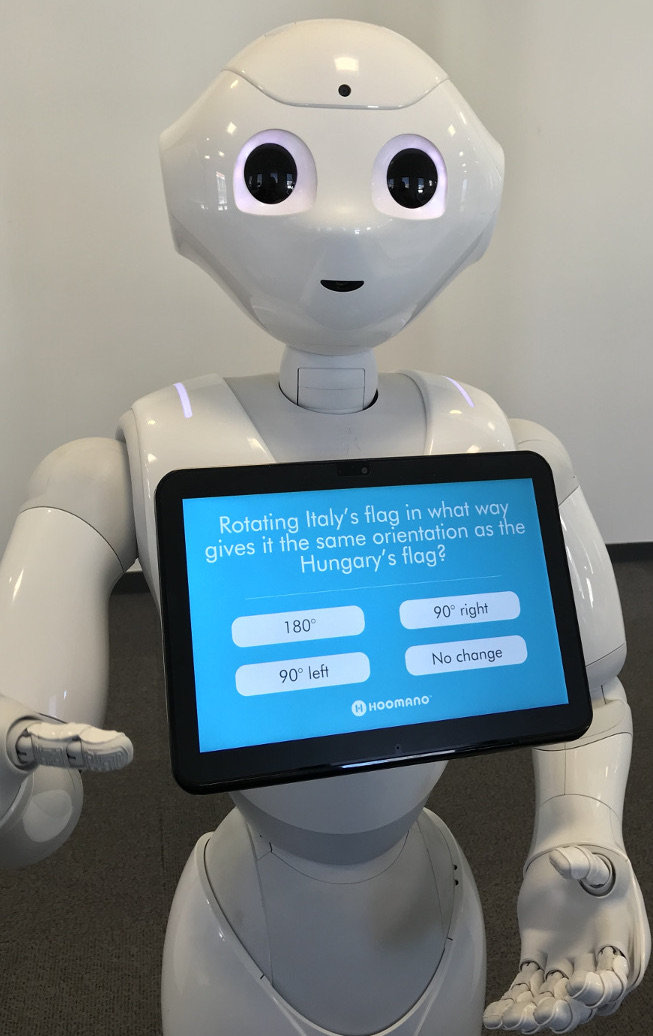 Rotating Italy's flag in what way
gives it the same orientation as the
Hungary's flag?
180°
90° right
90° left
No change
H HOOMANO